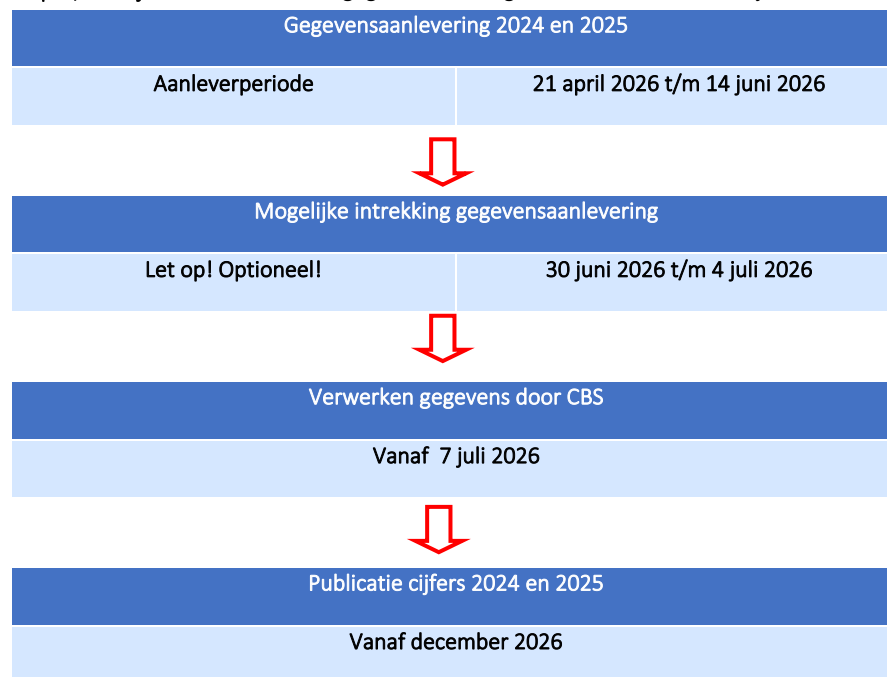 Gegevensaanlevering 2024 en 2025
Aanleverperiode 21 april 2026 t/m 14 juni 2026
Mogelijke intrekking gegevensaanlevering
Let op! Optioneel! 30 juni 2026 t/m 4 juli 2026
Verwerken gegevens door CBS
Vanaf 7 juli 2026
Publicatie cijfers 2024 en 2025
Vanaf december 2026